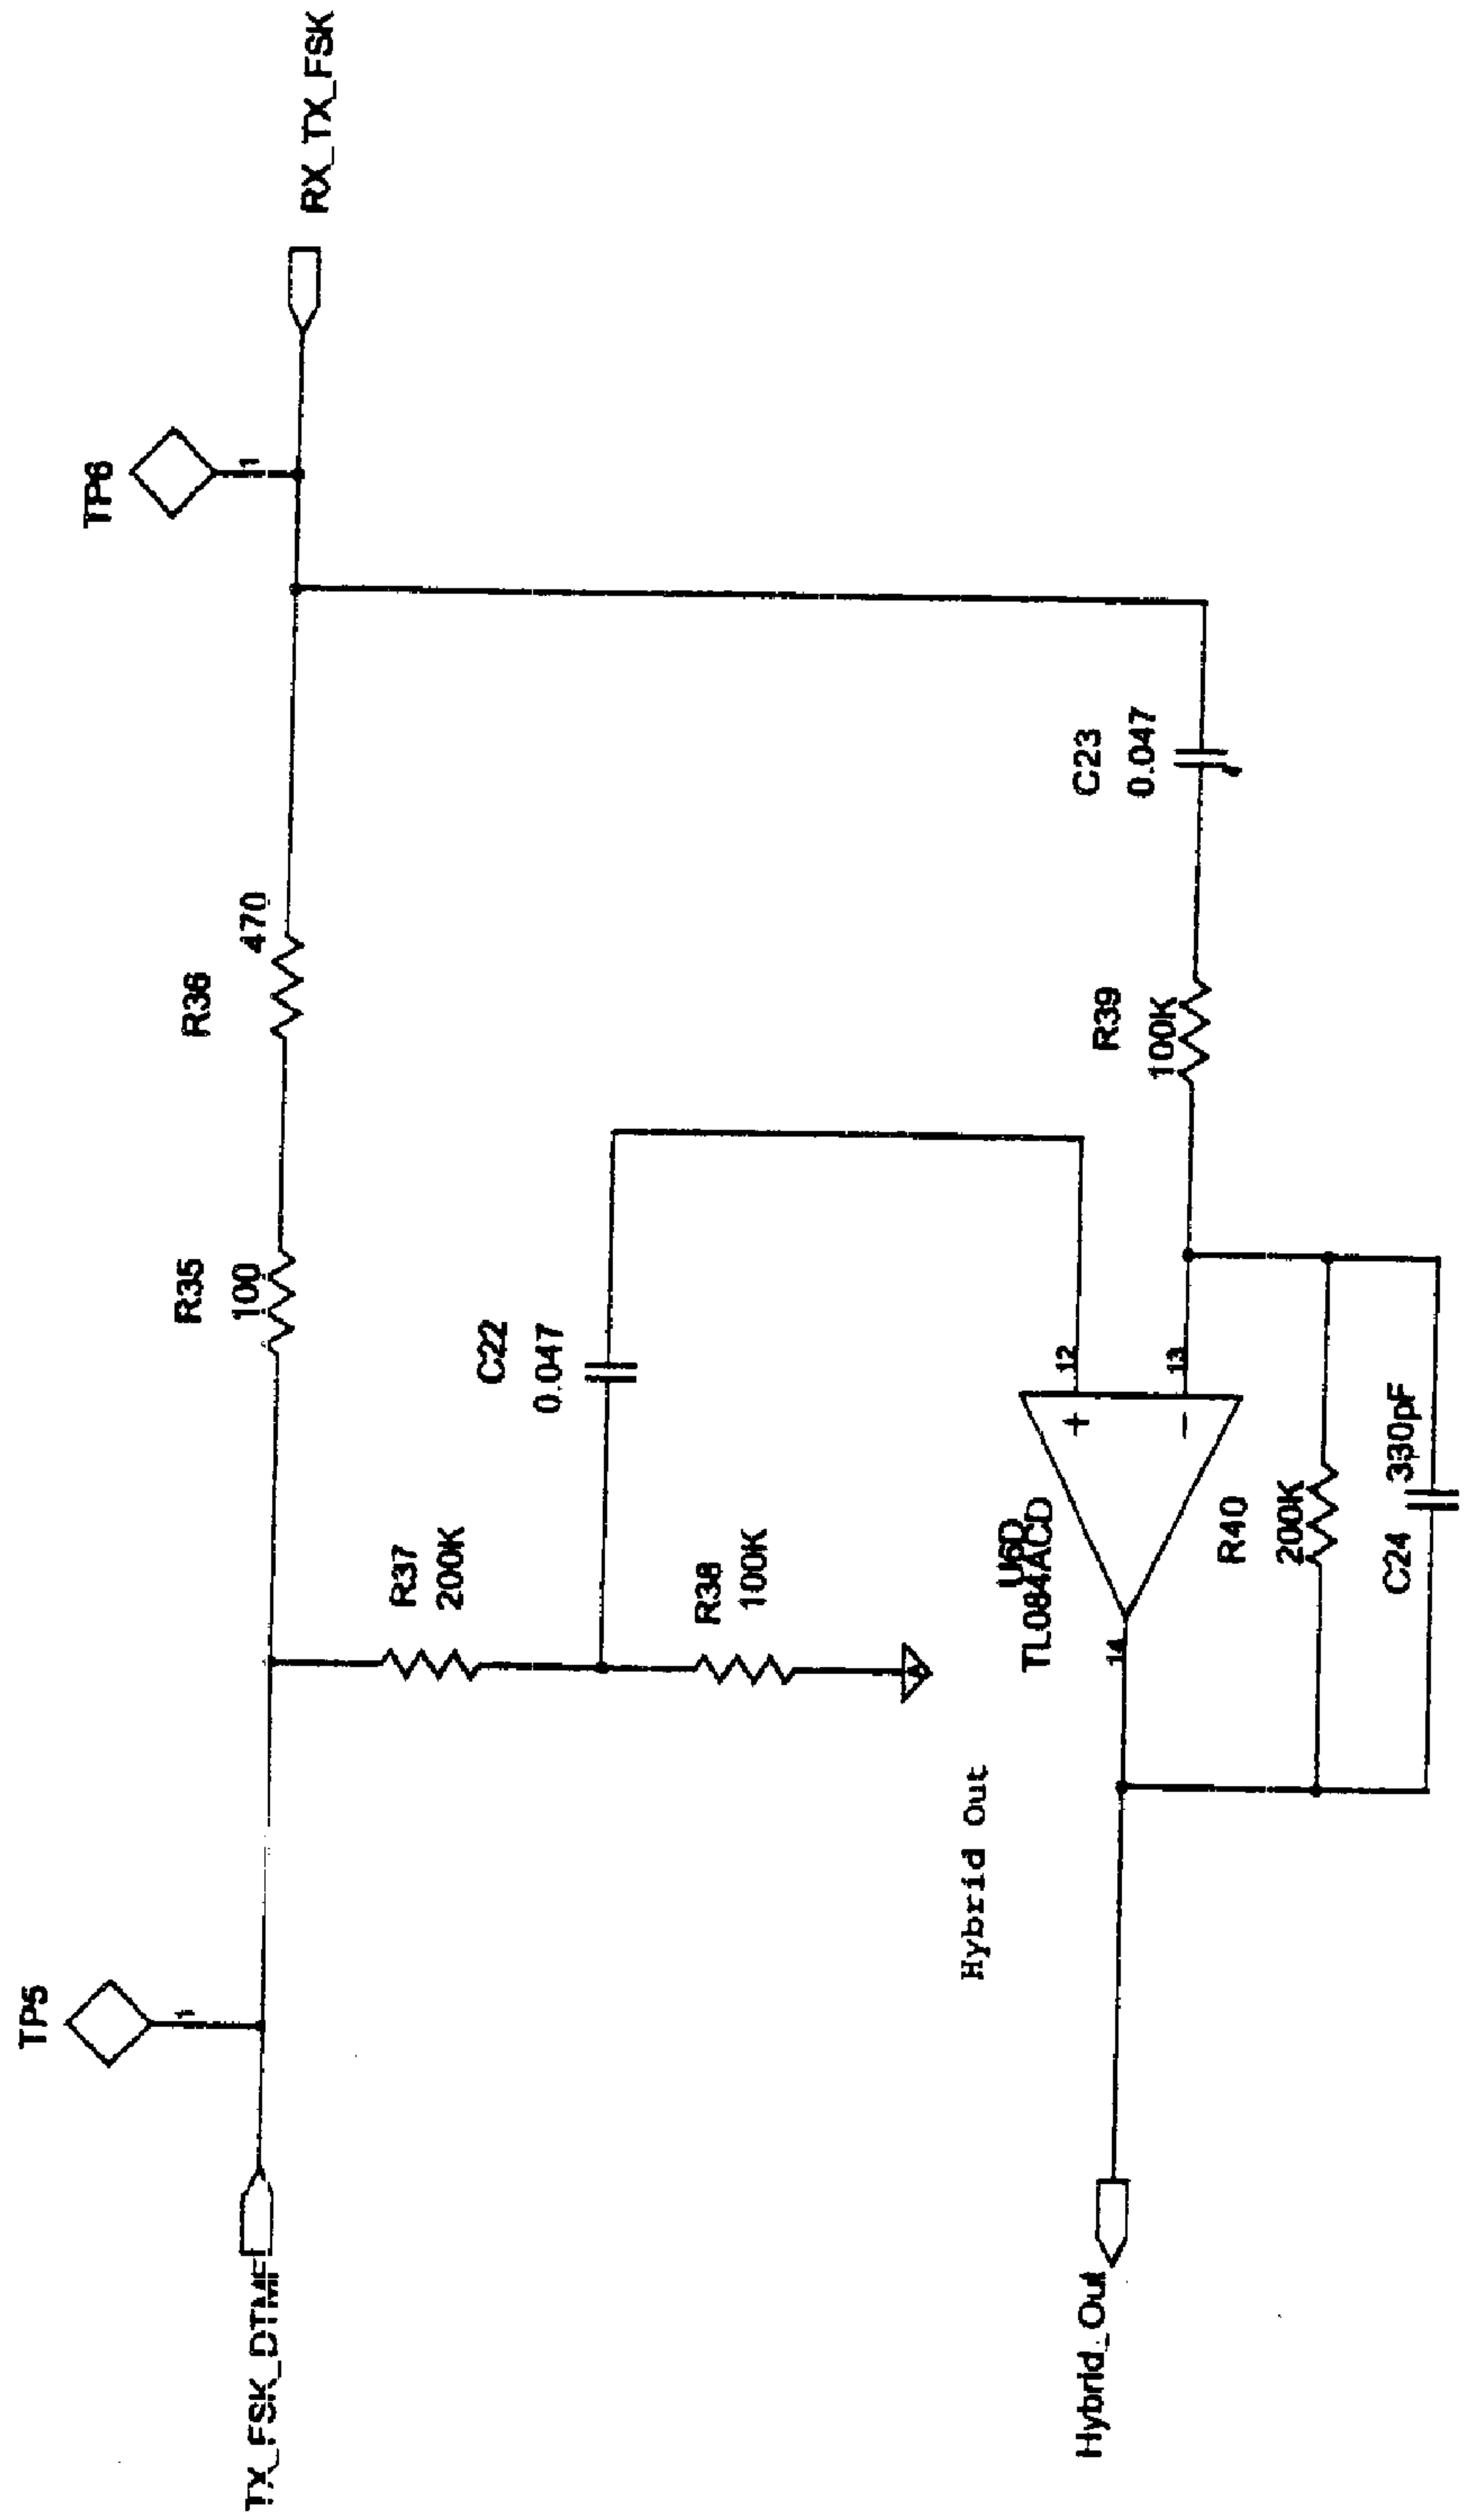 TP5
TP6
1
1
TX_FSK_DTMF
RX_TX_FSK
R35
100
R36
470
R37
200K
C22
0.047
R38
100K
C23
0.047
R39
100K
Hybrid Out
Hybrid_Out
12
13
14
+
-
TL084ACD
R40
200K
C24
330pF